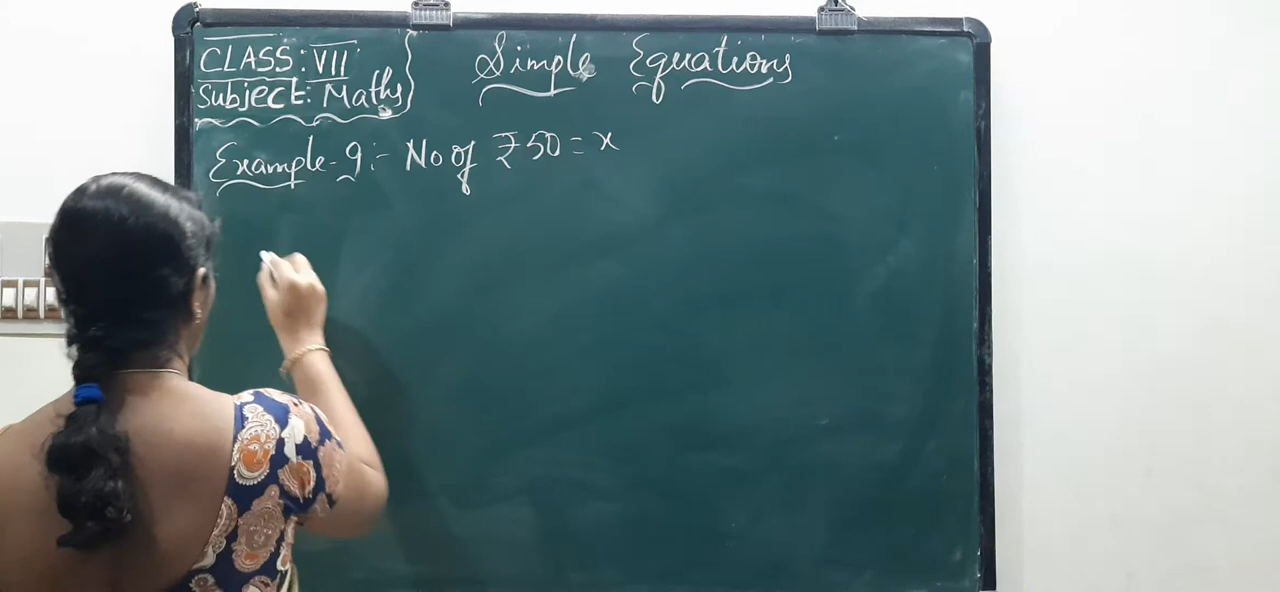 CLASS: VII
Subject: Maths
Simple Equations
Example-9:- No of ₹50 = x